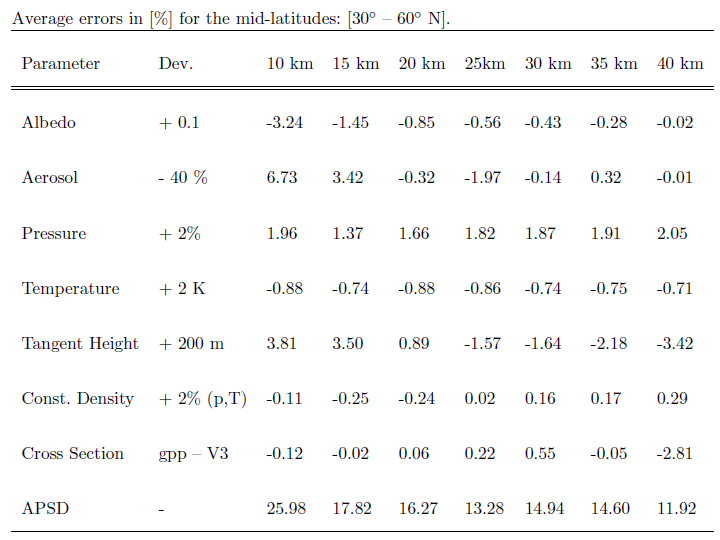 Average errors in [%] for the mid-latitudes: [30° – 60° N].
Parameter Dev. 10 km 15 km 20 km 25km 30 km 35 km 40 km
Albedo + 0.1 -3.24 -1.45 -0.85 -0.56 -0.43 -0.28 -0.02
Aerosol - 40 % 6.73 3.42 -0.32 -1.97 -0.14 0.32 -0.01
Pressure + 2% 1.96 1.37 1.66 1.82 1.87 1.91 2.05
Temperature + 2 K -0.88 -0.74 -0.88 -0.86 -0.74 -0.75 -0.71
Tangent Height + 200 m 3.81 3.50 0.89 -1.57 -1.64 -2.18 -3.42
Const. Density + 2% (p,T) -0.11 -0.25 -0.24 0.02 0.16 0.17 0.29
Cross Section gpp – V3 -0.12 -0.02 0.06 0.22 0.55 -0.05 -2.81
APSD - 25.98 17.82 16.27 13.28 14.94 14.60 11.92